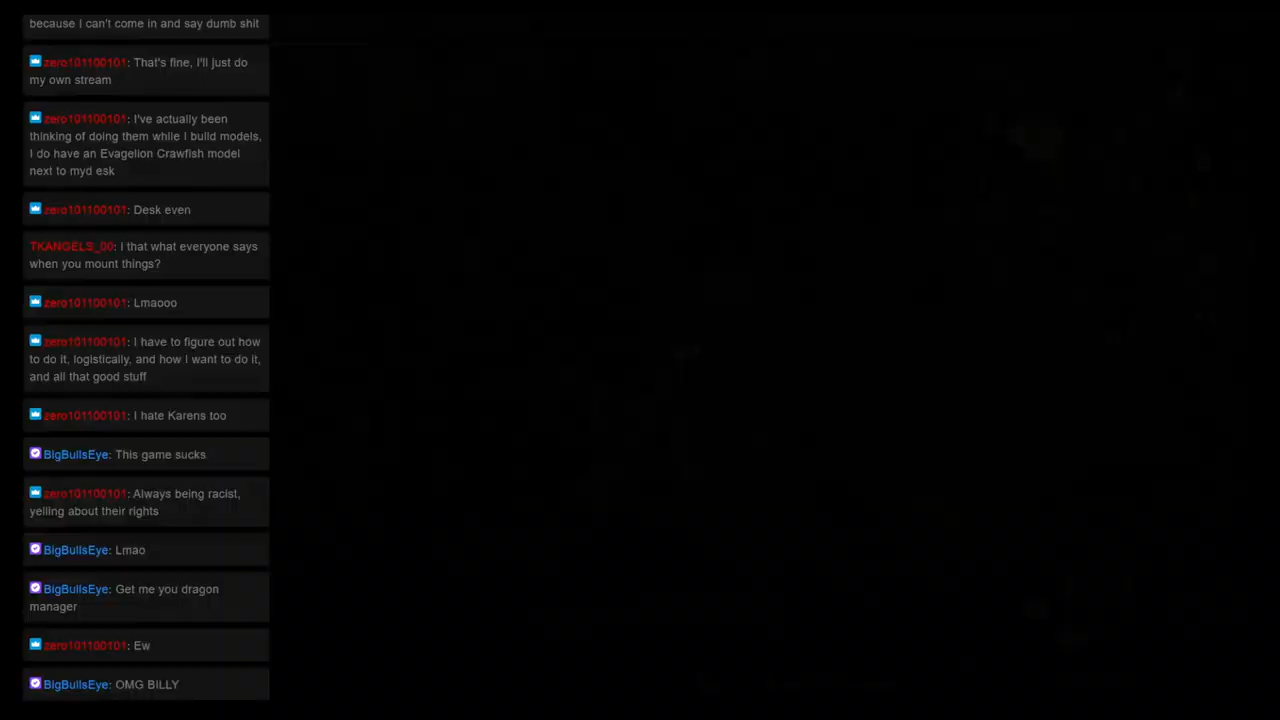 because I can't come in and say dumb shit
zero101100101: That's fine, I'll just do
my own stream
zero101100101: I've actually been
thinking of doing them while I build models,
I do have an Evagelion Crawfish model
next to myd esk
zero101100101: Desk even
TKANGELS_00: I that what everyone says
when you mount things?
zero101100101: Lmaooo
zero101100101: I have to figure out how
to do it, logistically, and how I want to do it,
and all that good stuff
zero101100101: I hate Karens too
BigBullsEye: This game sucks
zero101100101: Always being racist,
yelling about their rights
BigBullsEye: Lmao
BigBullsEye: Get me you dragon
manager
zero101100101: Ew
BigBullsEye: OMG BILLY